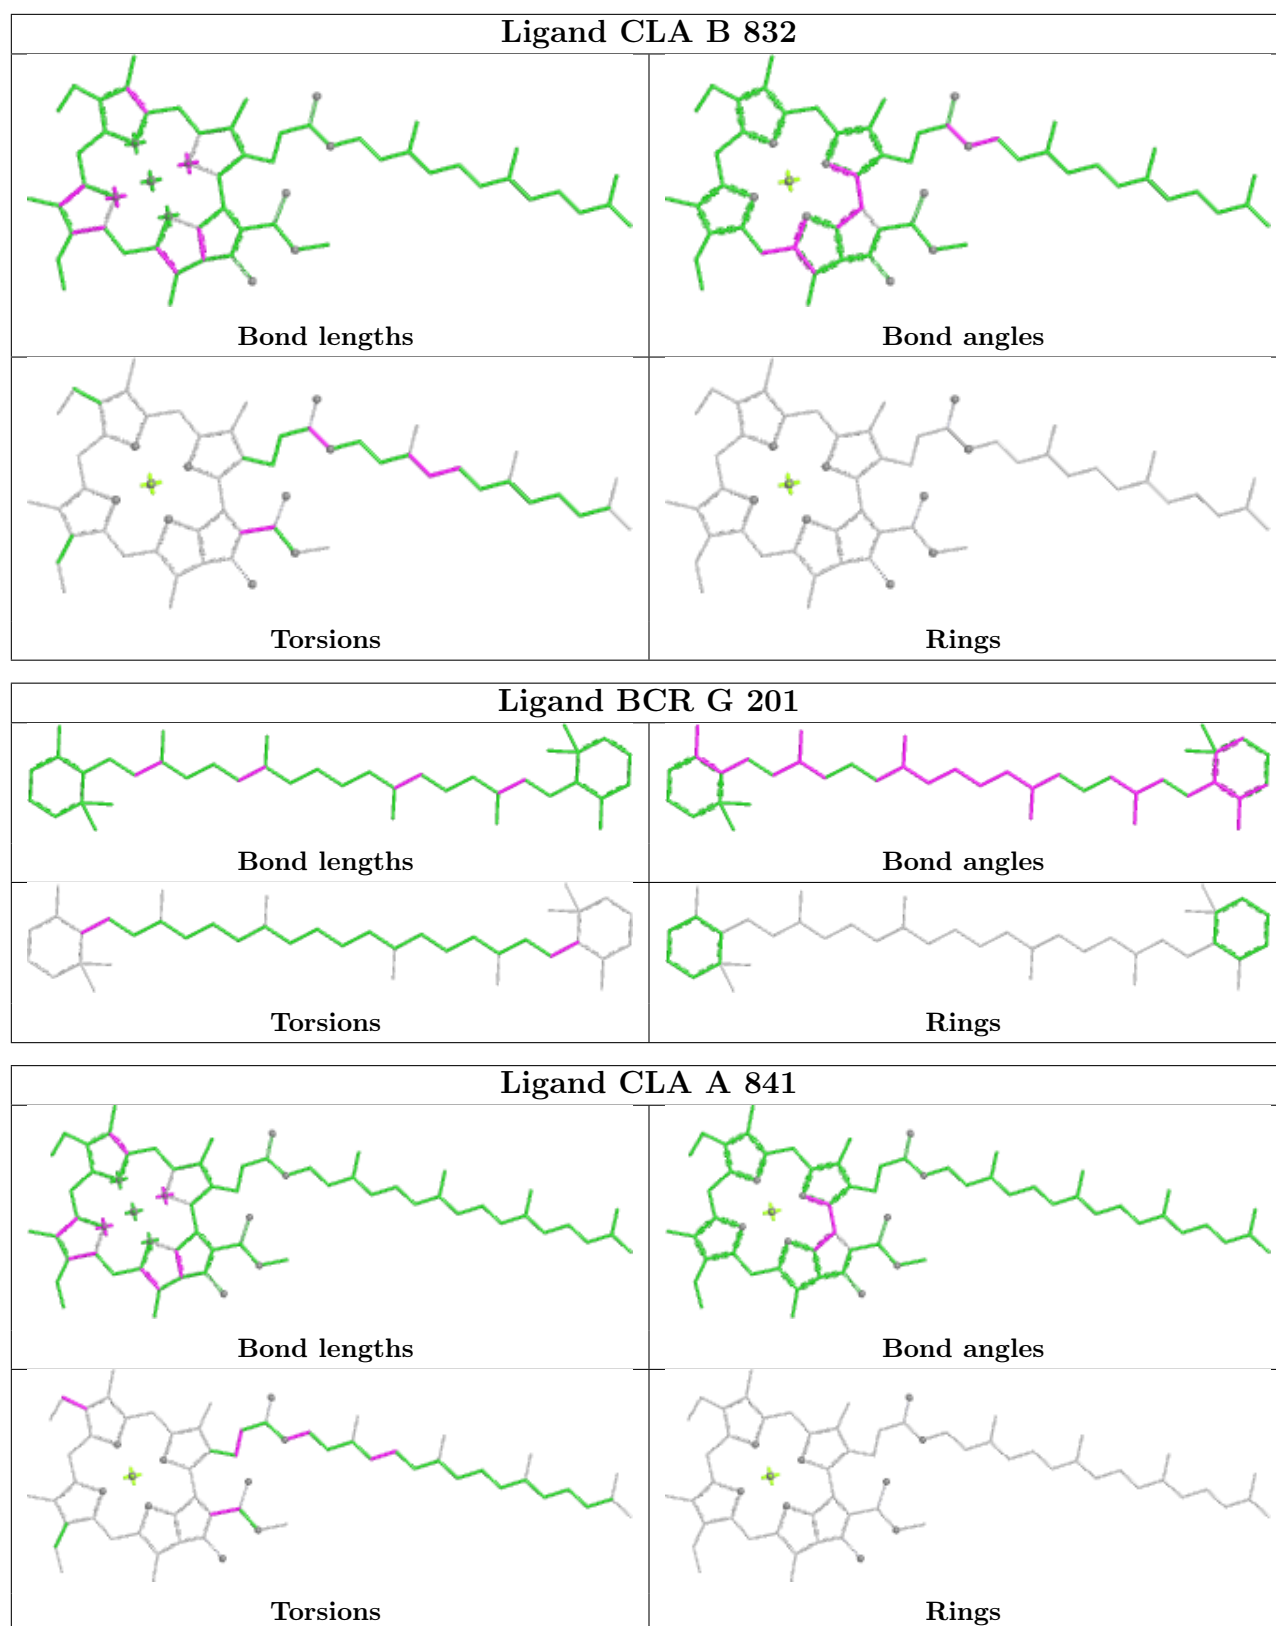 Ligand CLA B 832
Bond lengths
Bond angles
Torsions
Rings
Ligand BCR G 201
Bond lengths
Bond angles
Torsions
Rings
Ligand CLA A 841
Bond lengths
Bond angles
Torsions
Rings